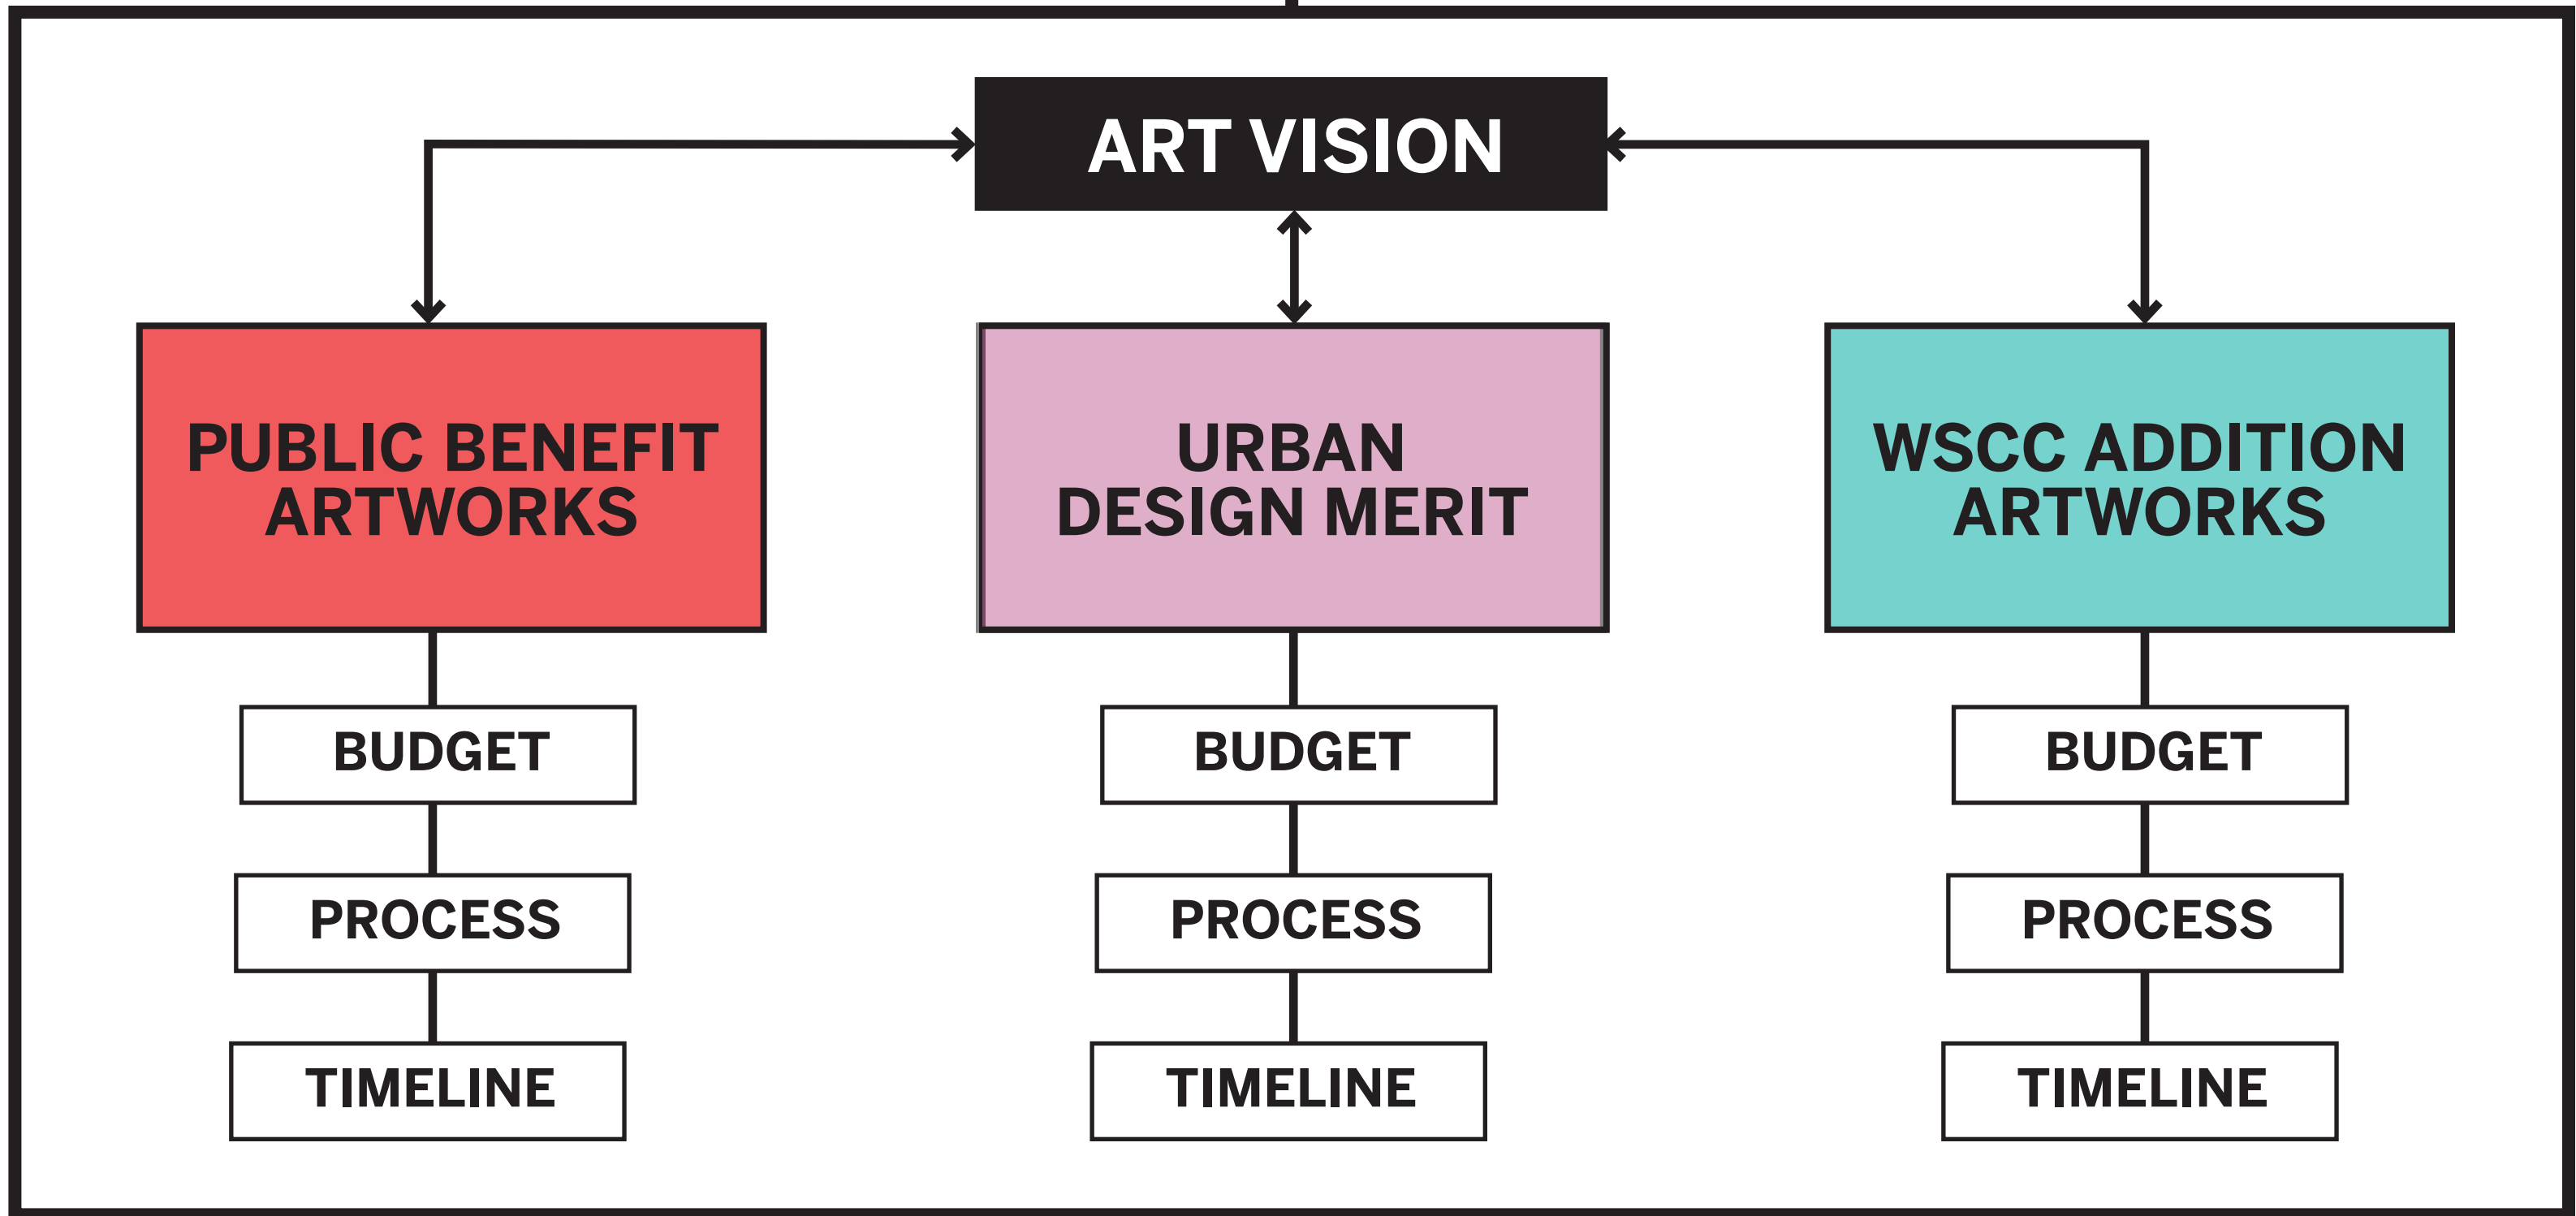 ART VISION
PUBLIC BENEFIT
ARTWORKS
URBAN
DESIGN MERIT
WSCC ADDITION
ARTWORKS
BUDGET
BUDGET
BUDGET
PROCESS
PROCESS
PROCESS
TIMELINE
TIMELINE
TIMELINE